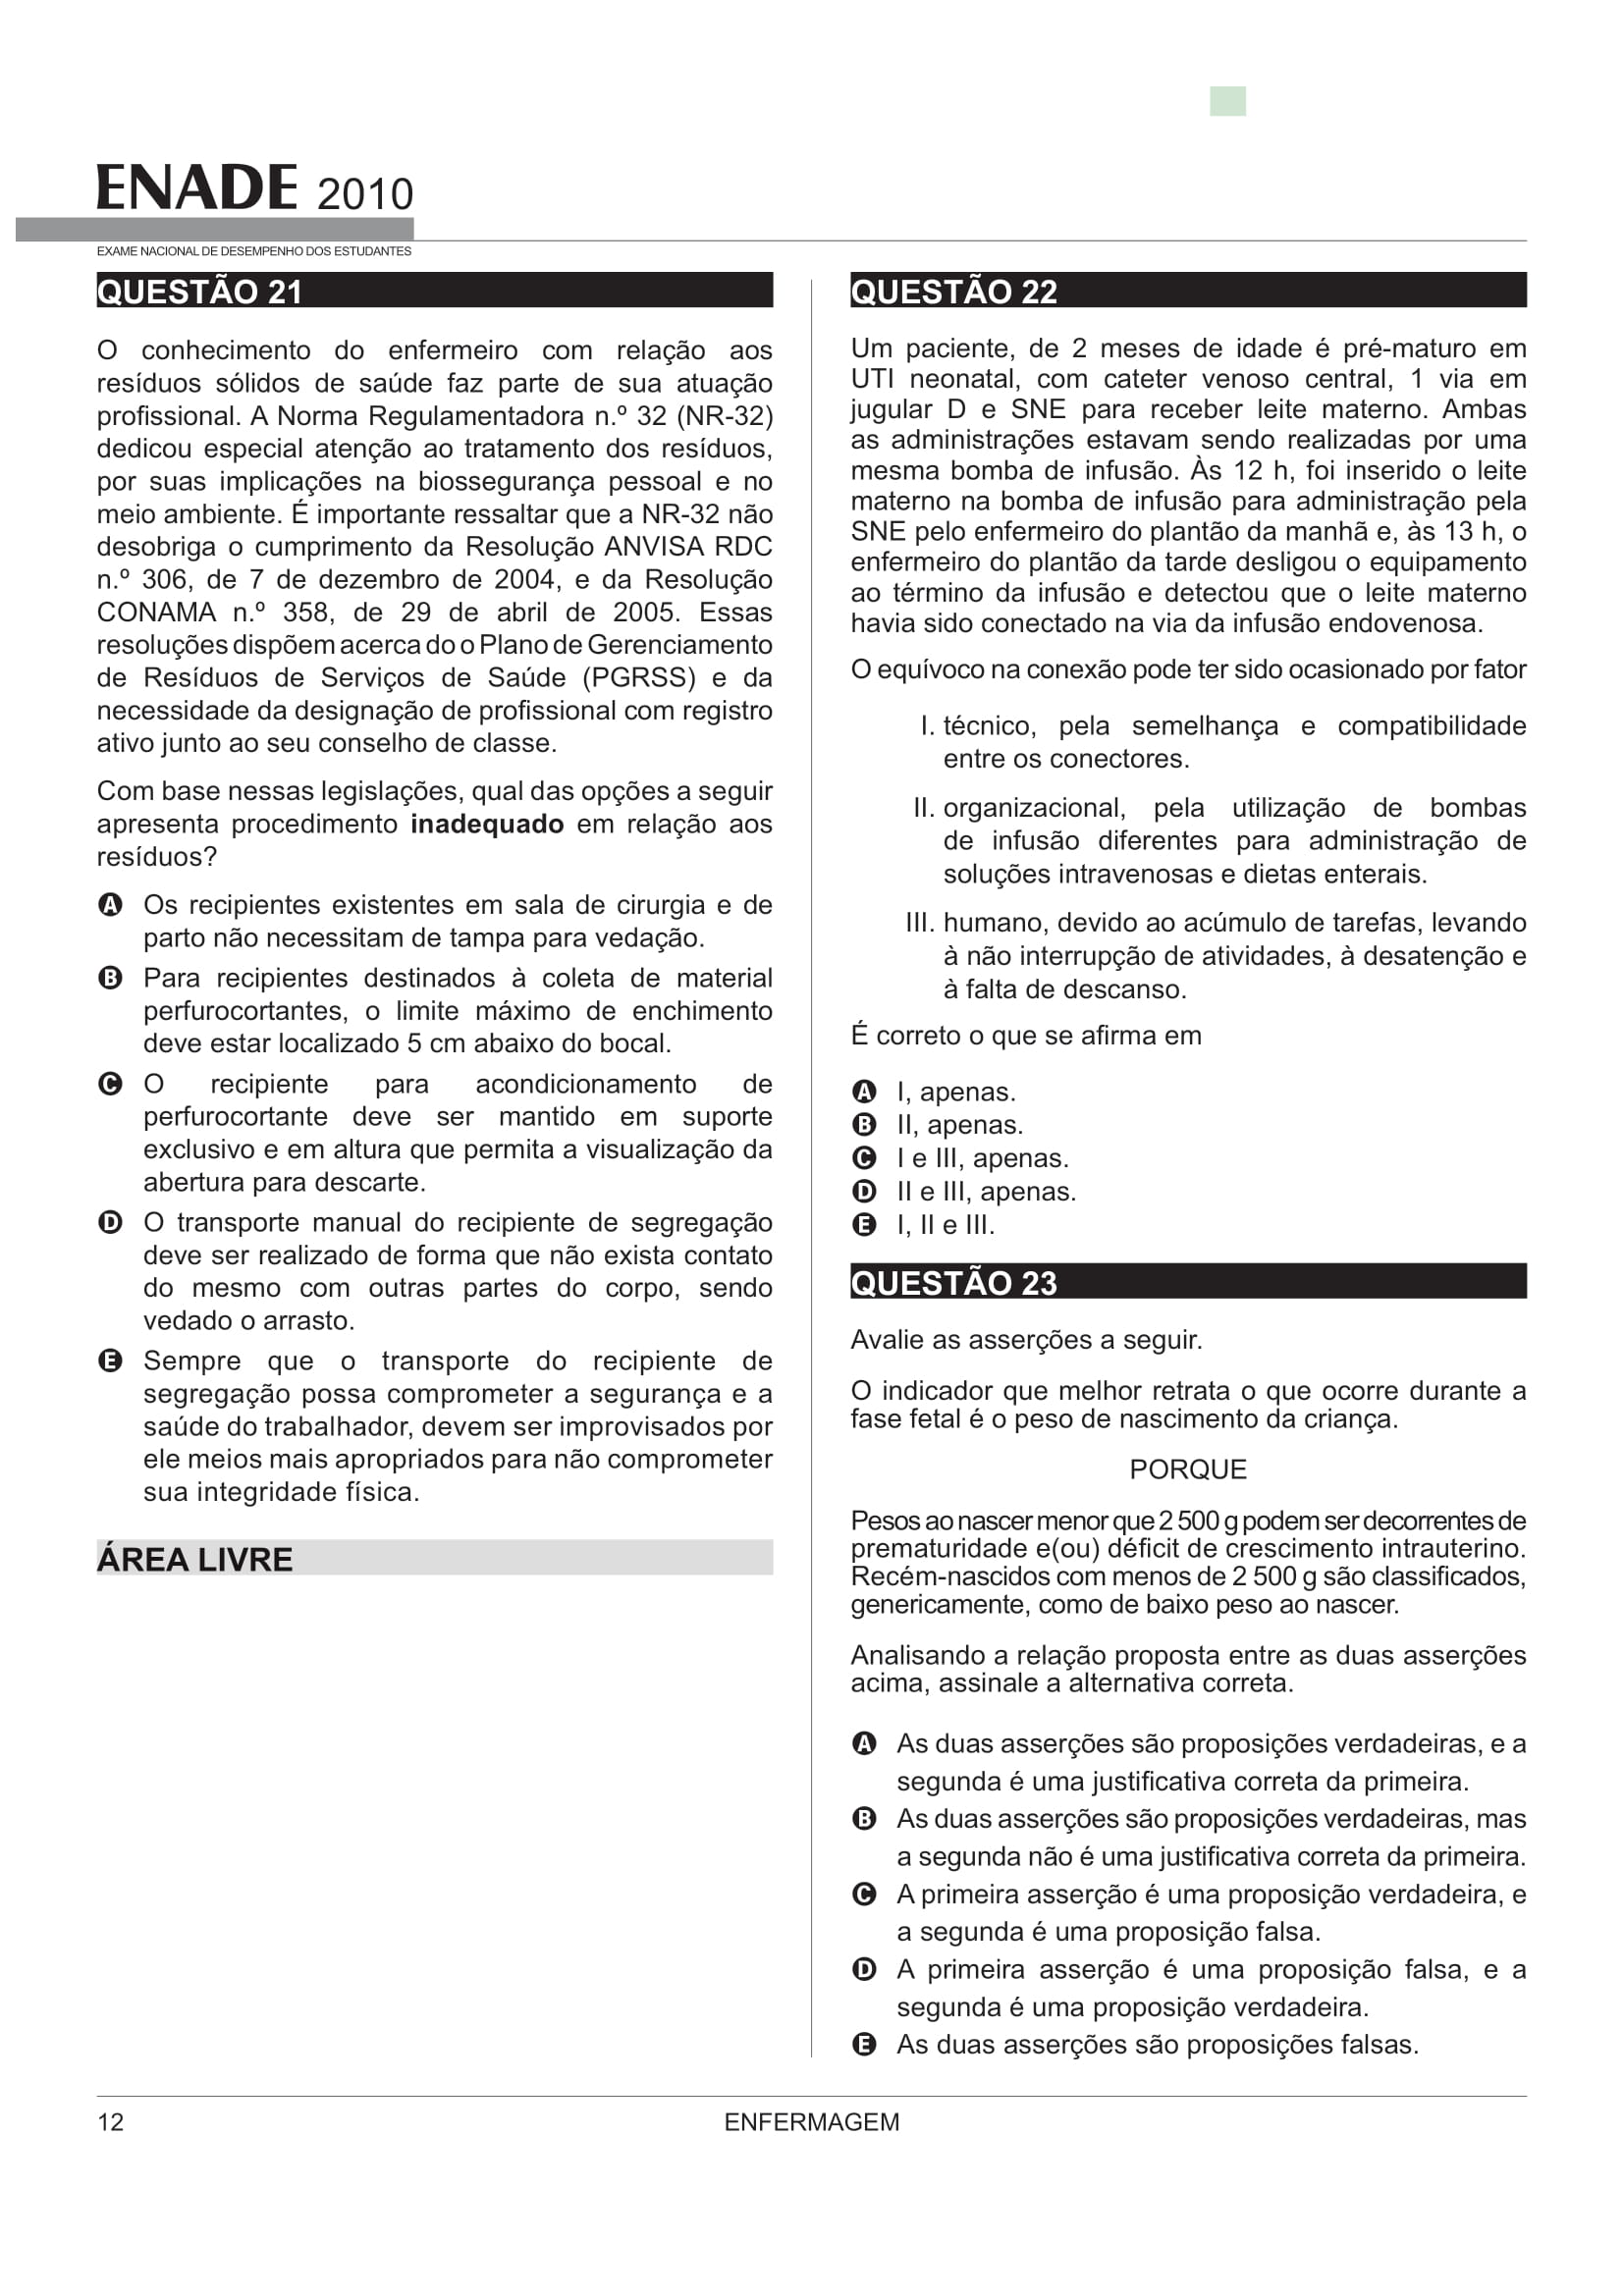 ENADE 2010
EXAME NACIONAL DE DESEMPENHO DOS ESTUDANTES
QUESTÃO 21
O conhecimento do enfermeiro com relação aos
resíduos sólidos de saúde faz parte de sua atuação
profissional. A Norma Regulamentadora n.º 32 (NR-32)
dedicou especial atenção ao tratamento dos resíduos,
por suas implicações na biossegurança pessoal e no
meio ambiente. É importante ressaltar que a NR-32 não
desobriga o cumprimento da Resolução ANVISA RDC
n.º 306, de 7 de dezembro de 2004, e da Resolução
CONAMA n.º 358, de 29 de abril de 2005. Essas
resoluções dispõem acerca do o Plano de Gerenciamento
de Resíduos de Serviços de Saúde (PGRSS) e da
necessidade da designação de profissional com registro
ativo junto ao seu conselho de classe.
Com base nessas legislações, qual das opções a seguir
apresenta procedimento inadequado em relação aos
resíduos?
A Os recipientes existentes em sala de cirurgia e de
parto não necessitam de tampa para vedação.
B Para recipientes destinados à coleta de material
perfurocortantes, o limite máximo de enchimento
deve estar localizado 5 cm abaixo do bocal.
C O recipiente para acondicionamento de
perfurocortante deve ser mantido em suporte
exclusivo e em altura que permita a visualização da
abertura para descarte.
D O transporte manual do recipiente de segregação
deve ser realizado de forma que não exista contato
do mesmo com outras partes do corpo, sendo
vedado o arrasto.
E Sempre que o transporte do recipiente de
segregação possa comprometer a segurança e a
saúde do trabalhador, devem ser improvisados por
ele meios mais apropriados para não comprometer
sua integridade física.
ÁREA LIVRE
QUESTÃO 22
Um paciente, de 2 meses de idade é pré-maturo em
UTI neonatal, com cateter venoso central, 1 via em
jugular D e SNE para receber leite materno. Ambas
as administrações estavam sendo realizadas por uma
mesma bomba de infusão. Às 12 h, foi inserido o leite
materno na bomba de infusão para administração pela
SNE pelo enfermeiro do plantão da manhã e, às 13 h, o
enfermeiro do plantão da tarde desligou o equipamento
ao término da infusão e detectou que o leite materno
havia sido conectado na via da infusão endovenosa.
O equívoco na conexão pode ter sido ocasionado por fator
I. técnico, pela semelhança e compatibilidade
entre os conectores.
II. organizacional, pela utilização de bombas
de infusão diferentes para administração de
soluções intravenosas e dietas enterais.
III. humano, devido ao acúmulo de tarefas, levando
à não interrupção de atividades, à desatenção e
à falta de descanso.
É correto o que se afirma em
A I, apenas.
B II, apenas.
C I e III, apenas.
D II e III, apenas.
E I, II e III.
QUESTÃO 23
Avalie as asserções a seguir.
O indicador que melhor retrata o que ocorre durante a
fase fetal é o peso de nascimento da criança.
PORQUE
Pesos ao nascer menor que 2 500 g podem ser decorrentes de
prematuridade e(ou) déficit de crescimento intrauterino.
Recém-nascidos com menos de 2 500 g são classificados,
genericamente, como de baixo peso ao nascer.
Analisando a relação proposta entre as duas asserções
acima, assinale a alternativa correta.
A As duas asserções são proposições verdadeiras, e a
segunda é uma justificativa correta da primeira.
B As duas asserções são proposições verdadeiras, mas
a segunda não é uma justificativa correta da primeira.
C A primeira asserção é uma proposição verdadeira, e
a segunda é uma proposição falsa.
D A primeira asserção é uma proposição falsa, e a
segunda é uma proposição verdadeira.
E As duas asserções são proposições falsas.
12
ENFERMAGEM